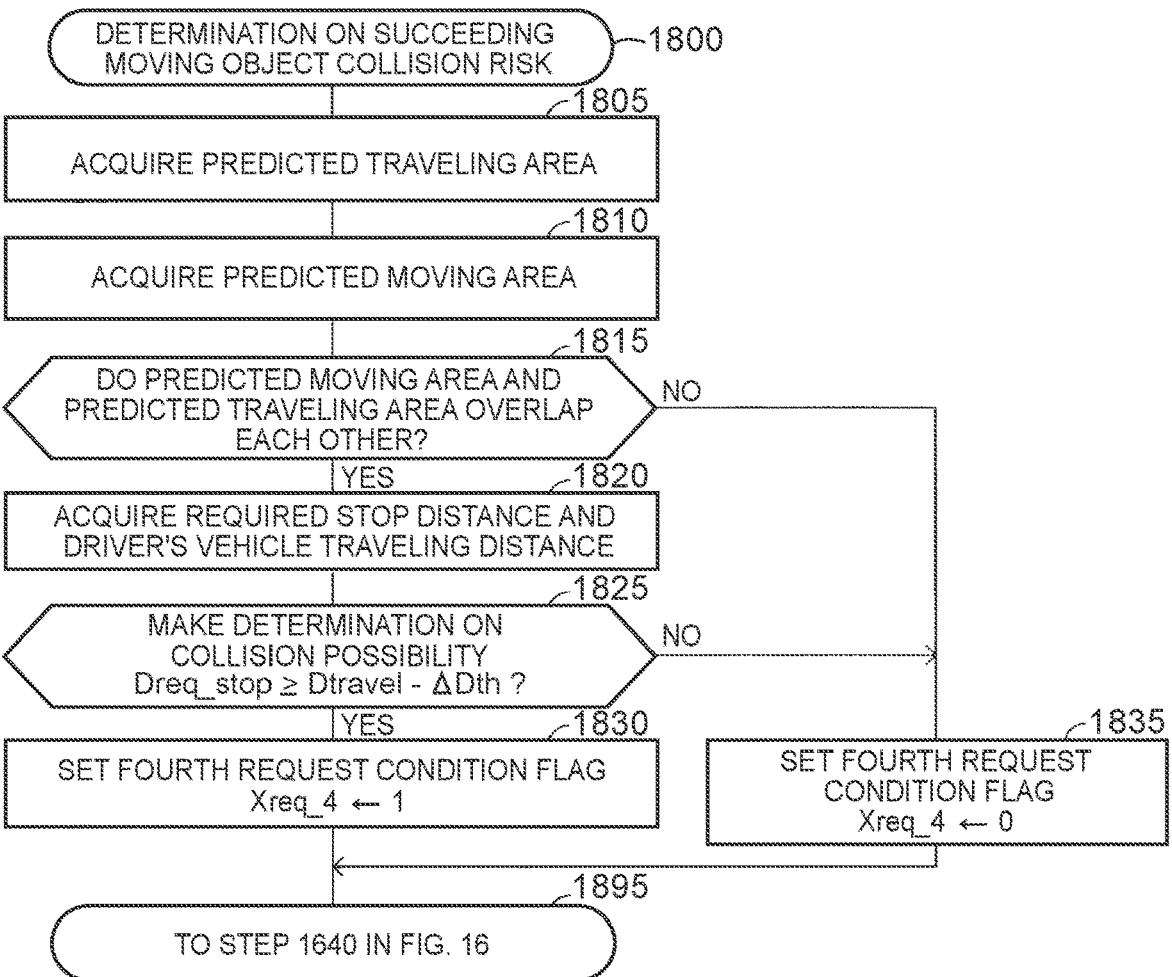 DETERMINATION ON SUCCEEDING
MOVING OBJECT COLLISION RISK
1800
1805
ACQUIRE PREDICTED TRAVELING AREA
1810
ACQUIRE PREDICTED MOVING AREA
1815
DO PREDICTED MOVING AREA AND
PREDICTED TRAVELING AREA OVERLAP
EACH OTHER?
NO
YES
1820
ACQUIRE REQUIRED STOP DISTANCE AND
DRIVER'S VEHICLE TRAVELING DISTANCE
1825
MAKE DETERMINATION ON
COLLISION POSSIBILITY
Dreq_stop ≥ Dtravel - ΔDth ?
NO
YES
1830
SET FOURTH REQUEST CONDITION FLAG
Xreq_4 ← 1
1835
SET FOURTH REQUEST
CONDITION FLAG
Xreq_4 ← 0
1895
TO STEP 1640 IN FIG. 16